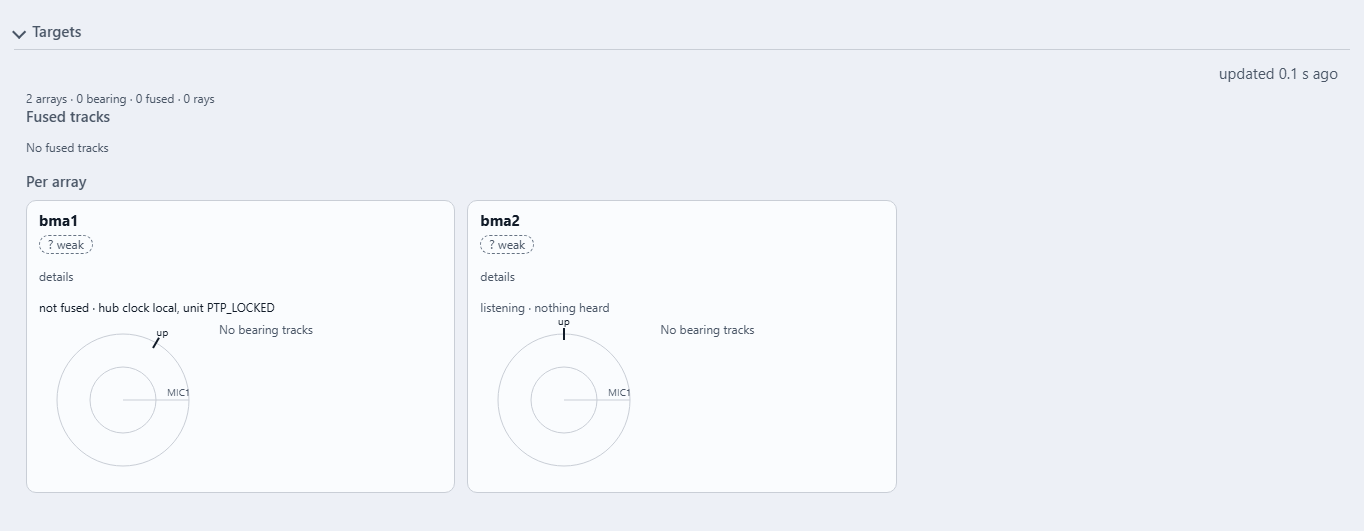 Targets
updated 0.1 s ago
2 arrays · 0 bearing · 0 fused · 0 rays
Fused tracks
No fused tracks
Per array
bma1
? weak
details
not fused · hub clock local, unit PTP_LOCKED
up
No bearing tracks
MIC1
bma2
? weak
details
listening · nothing heard
up
No bearing tracks
MIC1